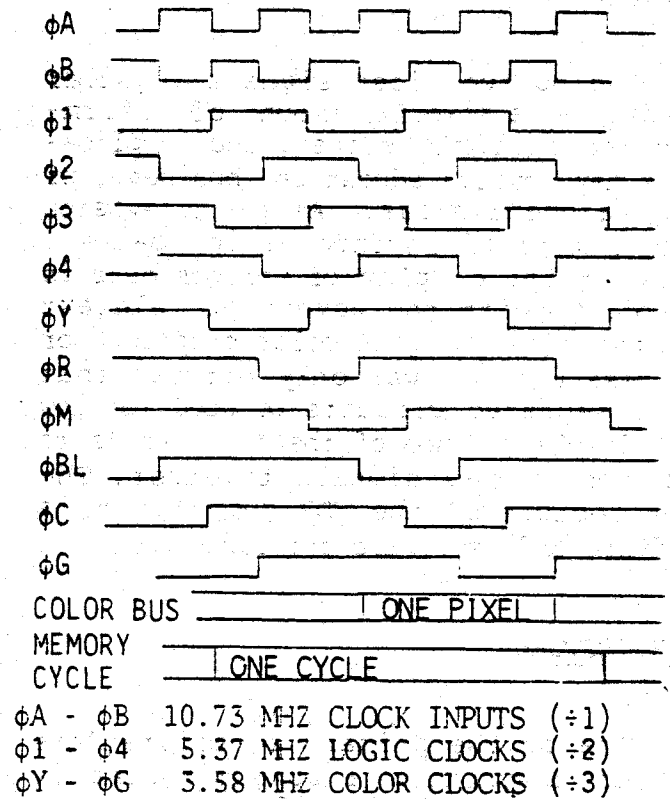 φA
φB
φ1
φ2
φ3
φ4
φY
φR
φM
φBL
φC
φG
COLOR BUS ONE PIXEL
MEMORY
CYCLE ONE CYCLE
φA - φB 10.73 MHZ CLOCK INPUTS (÷1)
φ1 - φ4 5.37 MHZ LOGIC CLOCKS (÷2)
φY - φG 3.58 MHZ COLOR CLOCKS (÷3)